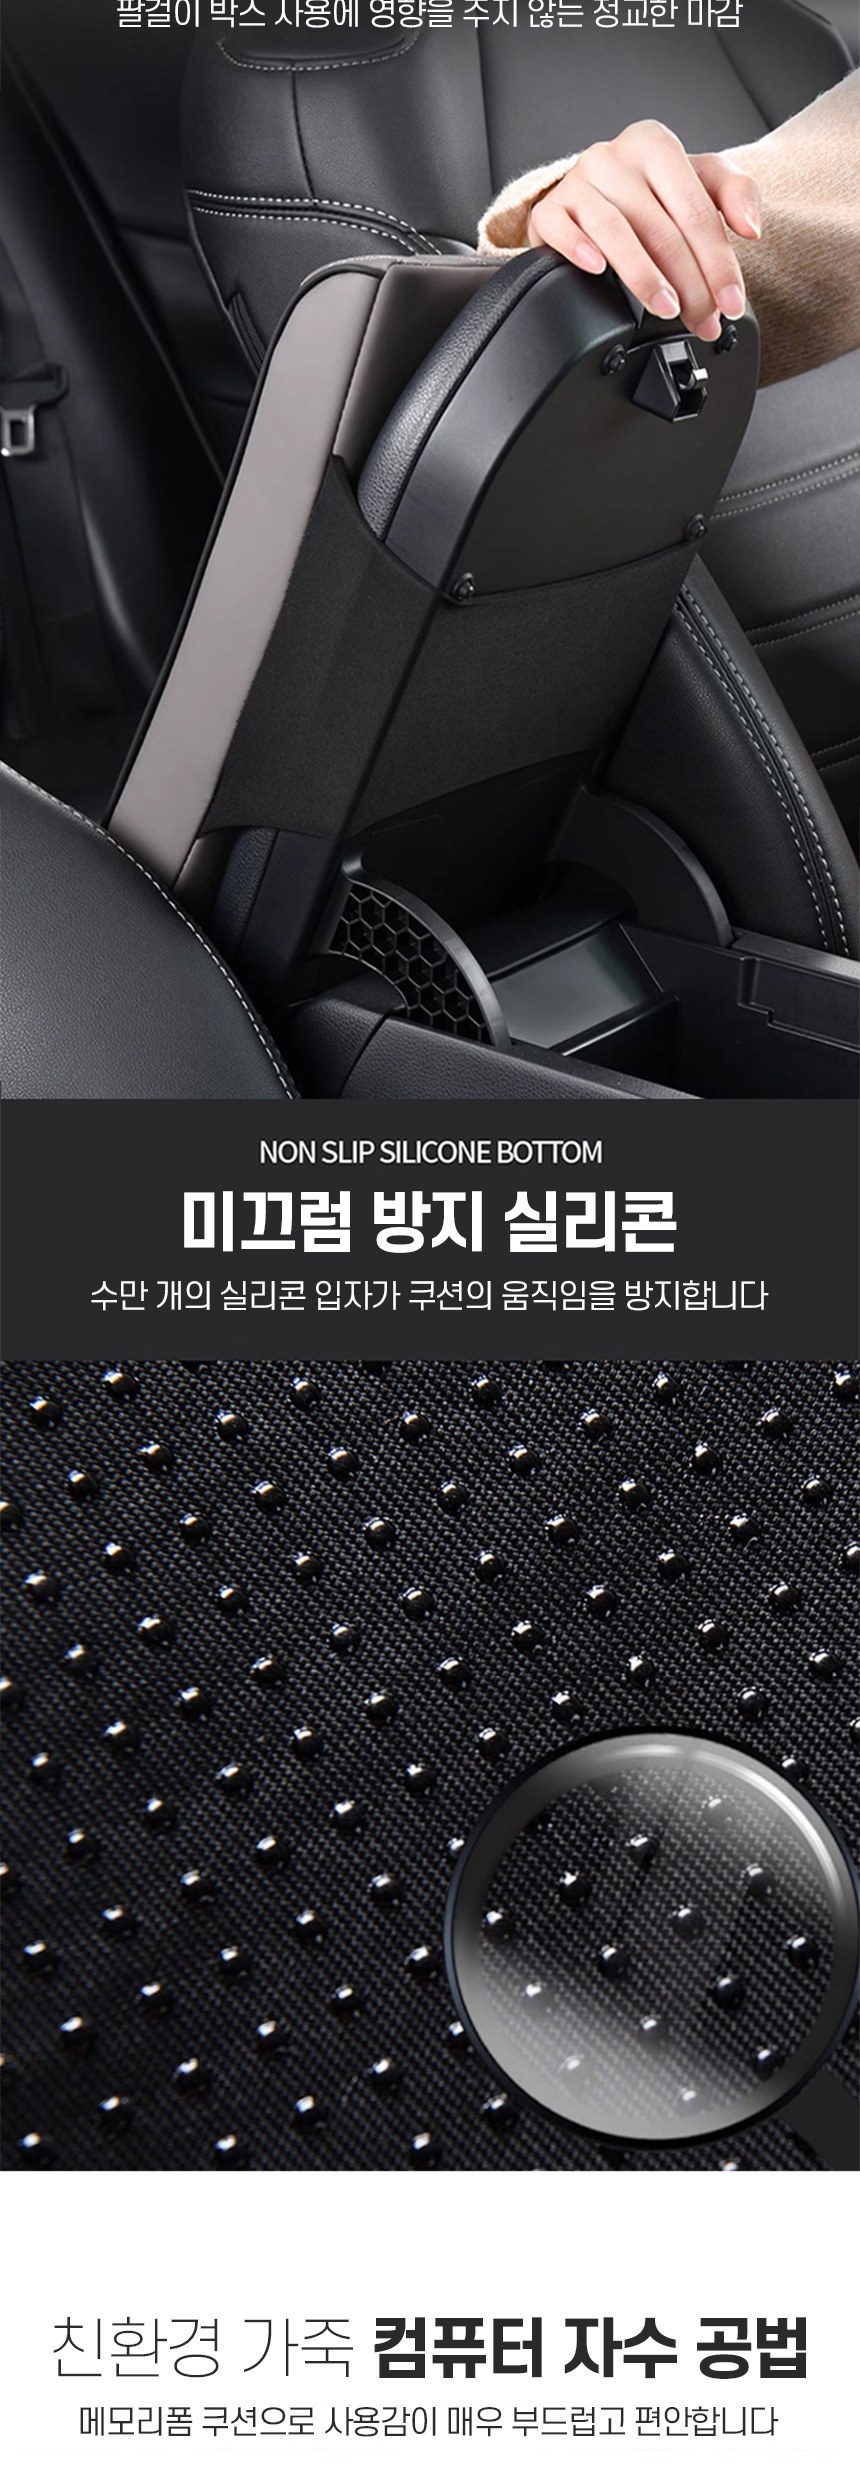 팔걸이 박스 사용에 영향을 주지 않는 정교한 마감
NON SLIP SILICONE BOTTOM
미끄럼 방지 실리콘
수만 개의 실리콘 입자가 쿠션의 움직임을 방지합니다
친환경 가죽 컴퓨터 자수 공법
메모리폼 쿠션으로 사용감이 매우 부드럽고 편안합니다